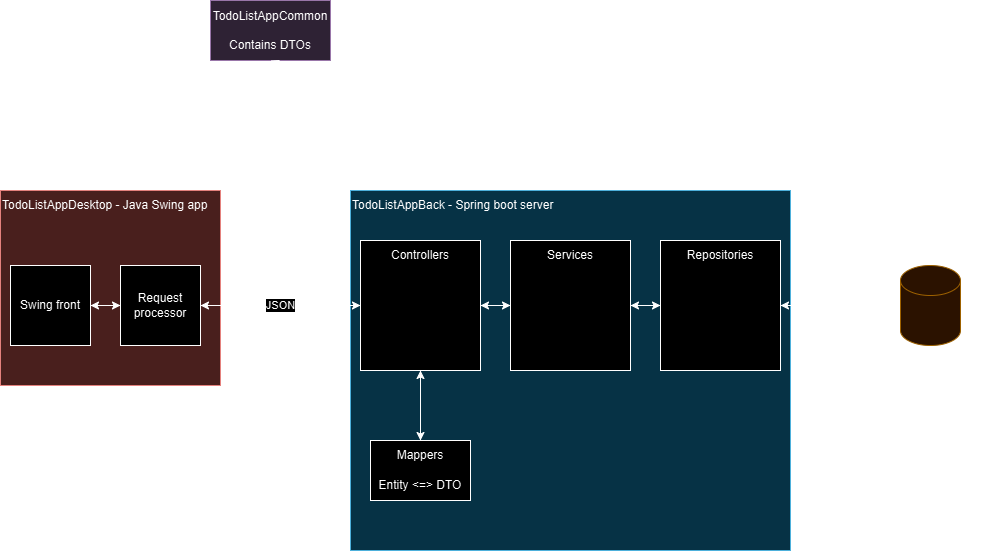 TodoListAppCommon
Contains DTOs
TodoListAppDesktop - Java Swing app
Swing front
Request
processor
JSON
TodoListAppBack - Spring boot server
Controllers
Services
Repositories
Mappers
Entity <=> DTO